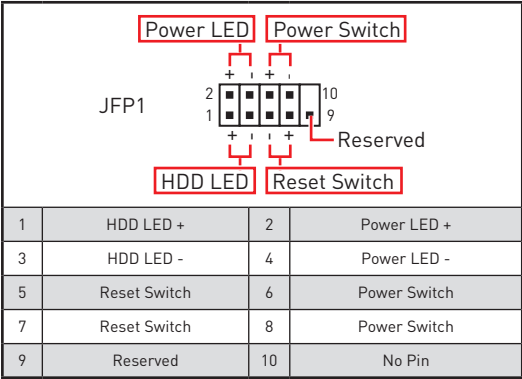 Power LED Power Switch
+ - + -
JFP1
2 10
1 9
+ - - +
Reserved
HDD LED Reset Switch
1 HDD LED + 2 Power LED +
3 HDD LED - 4 Power LED -
5 Reset Switch 6 Power Switch
7 Reset Switch 8 Power Switch
9 Reserved 10 No Pin